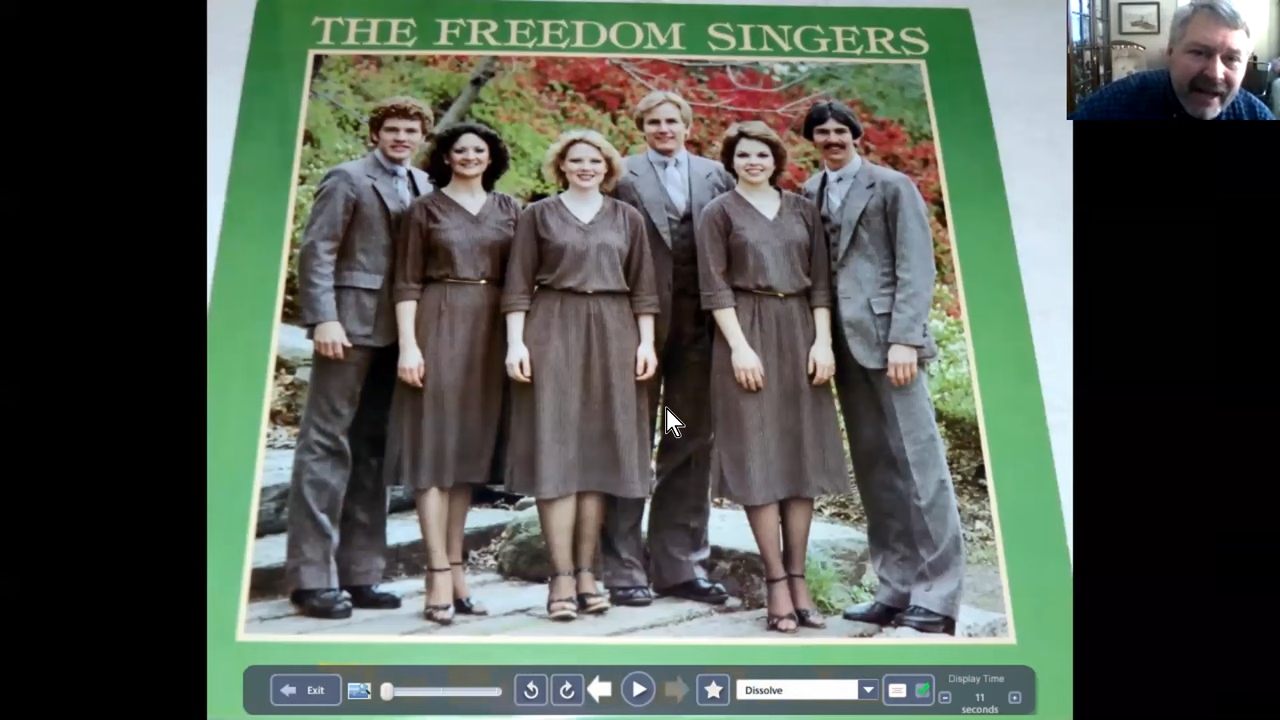 THE FREEDOM SINGERS
Exit
Dissolve
Display Time
11
seconds